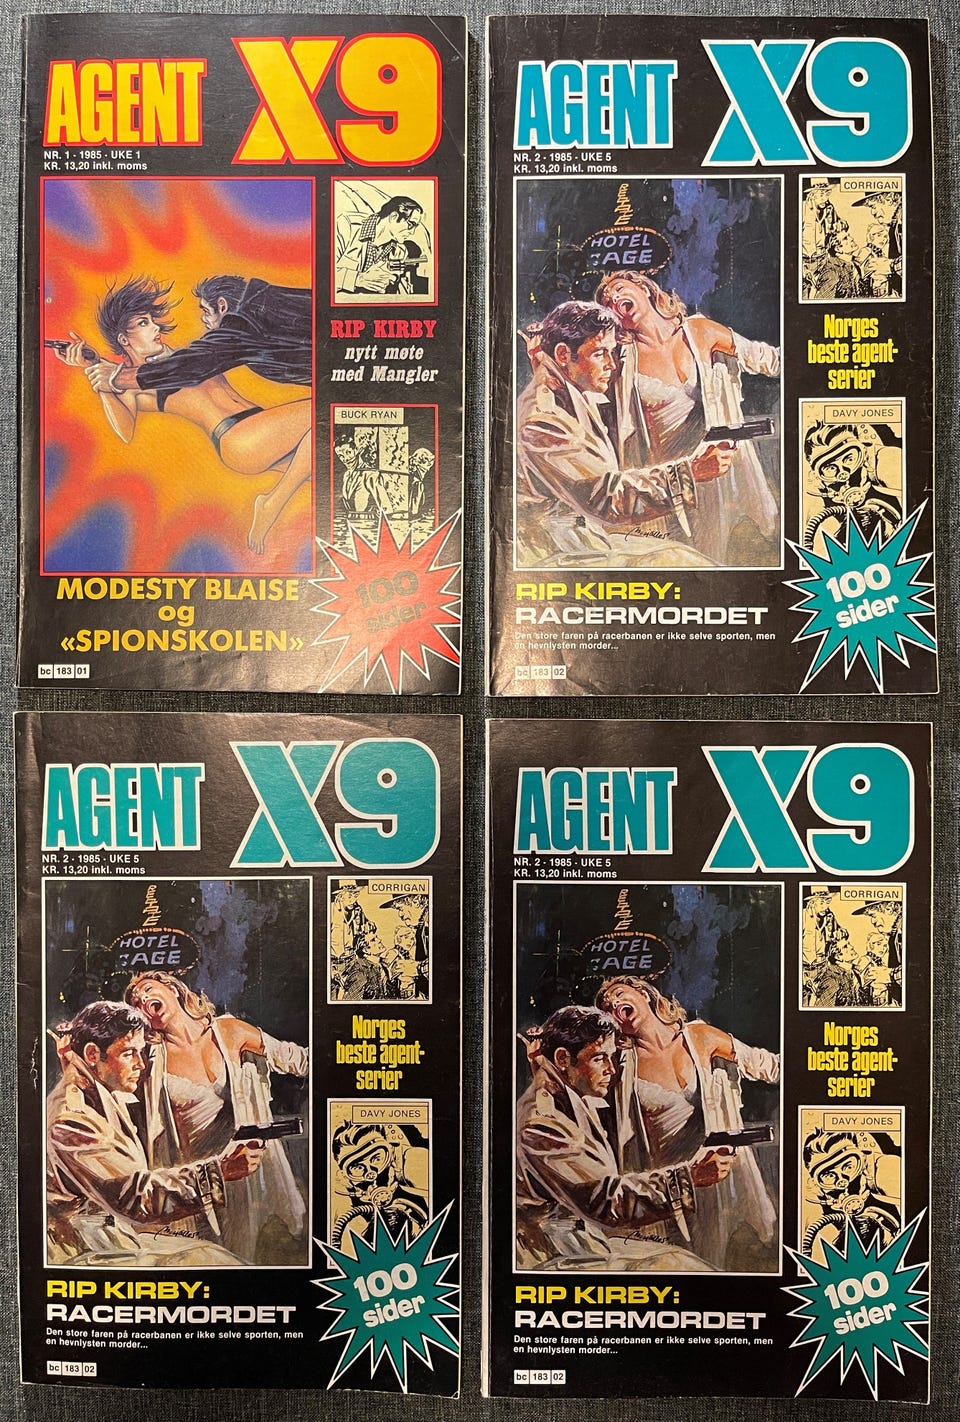 AGENT X9
NR. 1 · 1985 · UKE 1
KR. 13,20 inkl. moms
RIP KIRBY
nytt møte
med Mangler
BUCK RYAN
100
sider
MODESTY BLAISE
og
«SPIONSKOLEN»
bc 183 01
AGENT X9
NR. 2 · 1985 · UKE 5
KR. 13,20 inkl. moms
HOTEL
CORRIGAN
Norges
beste agent-
serier
DAVY JONES
100
sider
RIP KIRBY:
RACERMORDET
Den store faren på racerbanen er ikke selve sporten, men
en hevnlysten morder...
bc 183 02
AGENT X9
NR. 2 · 1985 · UKE 5
KR. 13,20 inkl. moms
HOTEL
CORRIGAN
Norges
beste agent-
serier
DAVY JONES
100
sider
RIP KIRBY:
RACERMORDET
Den store faren på racerbanen er ikke selve sporten, men
en hevnlysten morder...
bc 183 02
AGENT X9
NR. 2 · 1985 · UKE 5
KR. 13,20 inkl. moms
HOTEL
CORRIGAN
Norges
beste agent-
serier
DAVY JONES
100
sider
RIP KIRBY:
RACERMORDET
Den store faren på racerbanen er ikke selve sporten, men
en hevnlysten morder...
bc 183 02